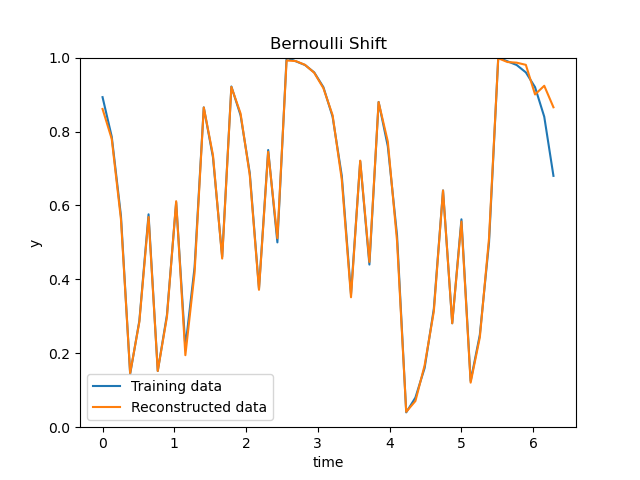 Bernoulli Shift
1.0
0.8
0.6
0.4
0.2
0.0
y
Training data
Reconstructed data
0 1 2 3 4 5 6
time